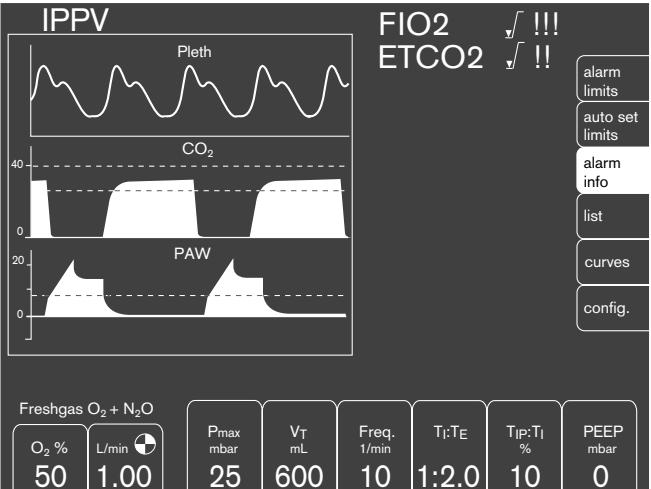 IPPV
FIO2 !!!
ETCO2 !!
Pleth
CO₂
40
0
PAW
20
0
alarm
limits
auto set
limits
alarm
info
list
curves
config.
Freshgas O₂ + N₂O
O₂ %
50
L/min
1.00
Pmax
mbar
25
VT
mL
600
Freq.
1/min
10
TI:TE
1:2.0
TIP:TI
%
10
PEEP
mbar
0